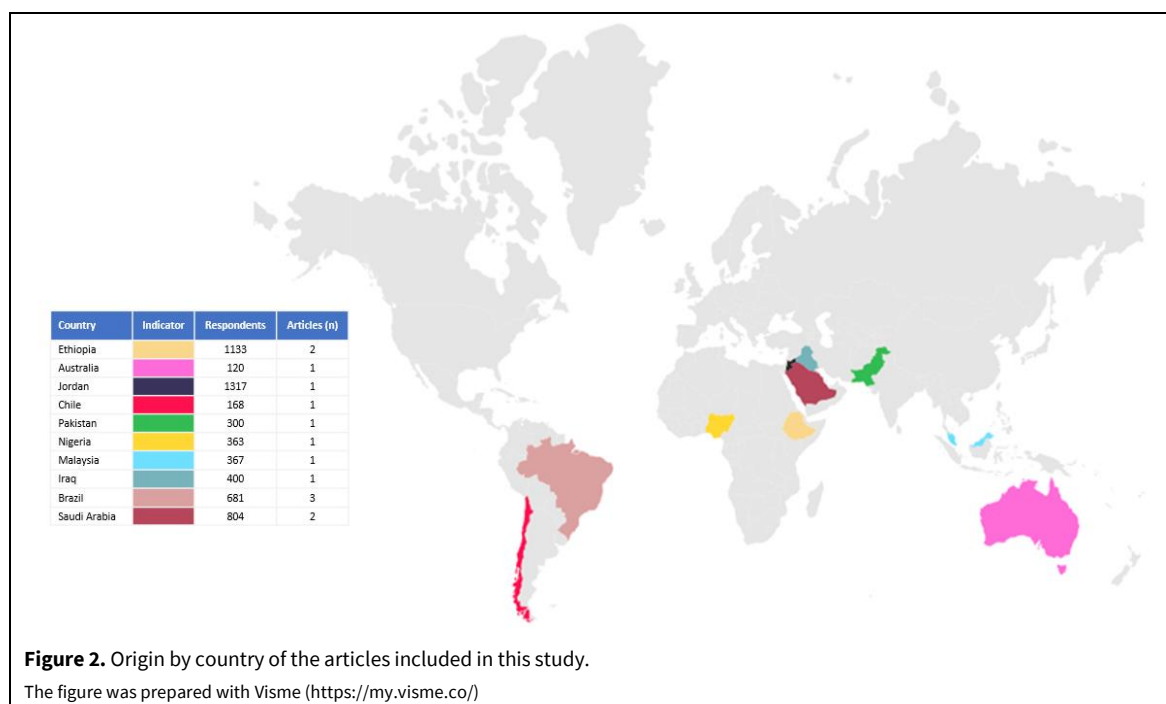 Country Indicator Respondents Articles (n)
Ethiopia 1133 2
Australia 120 1
Jordan 1317 1
Chile 168 1
Pakistan 300 1
Nigeria 363 1
Malaysia 367 1
Iraq 400 1
Brazil 681 3
Saudi Arabia 804 2
Figure 2. Origin by country of the articles included in this study.
The figure was prepared with Visme (https://my.visme.co/)